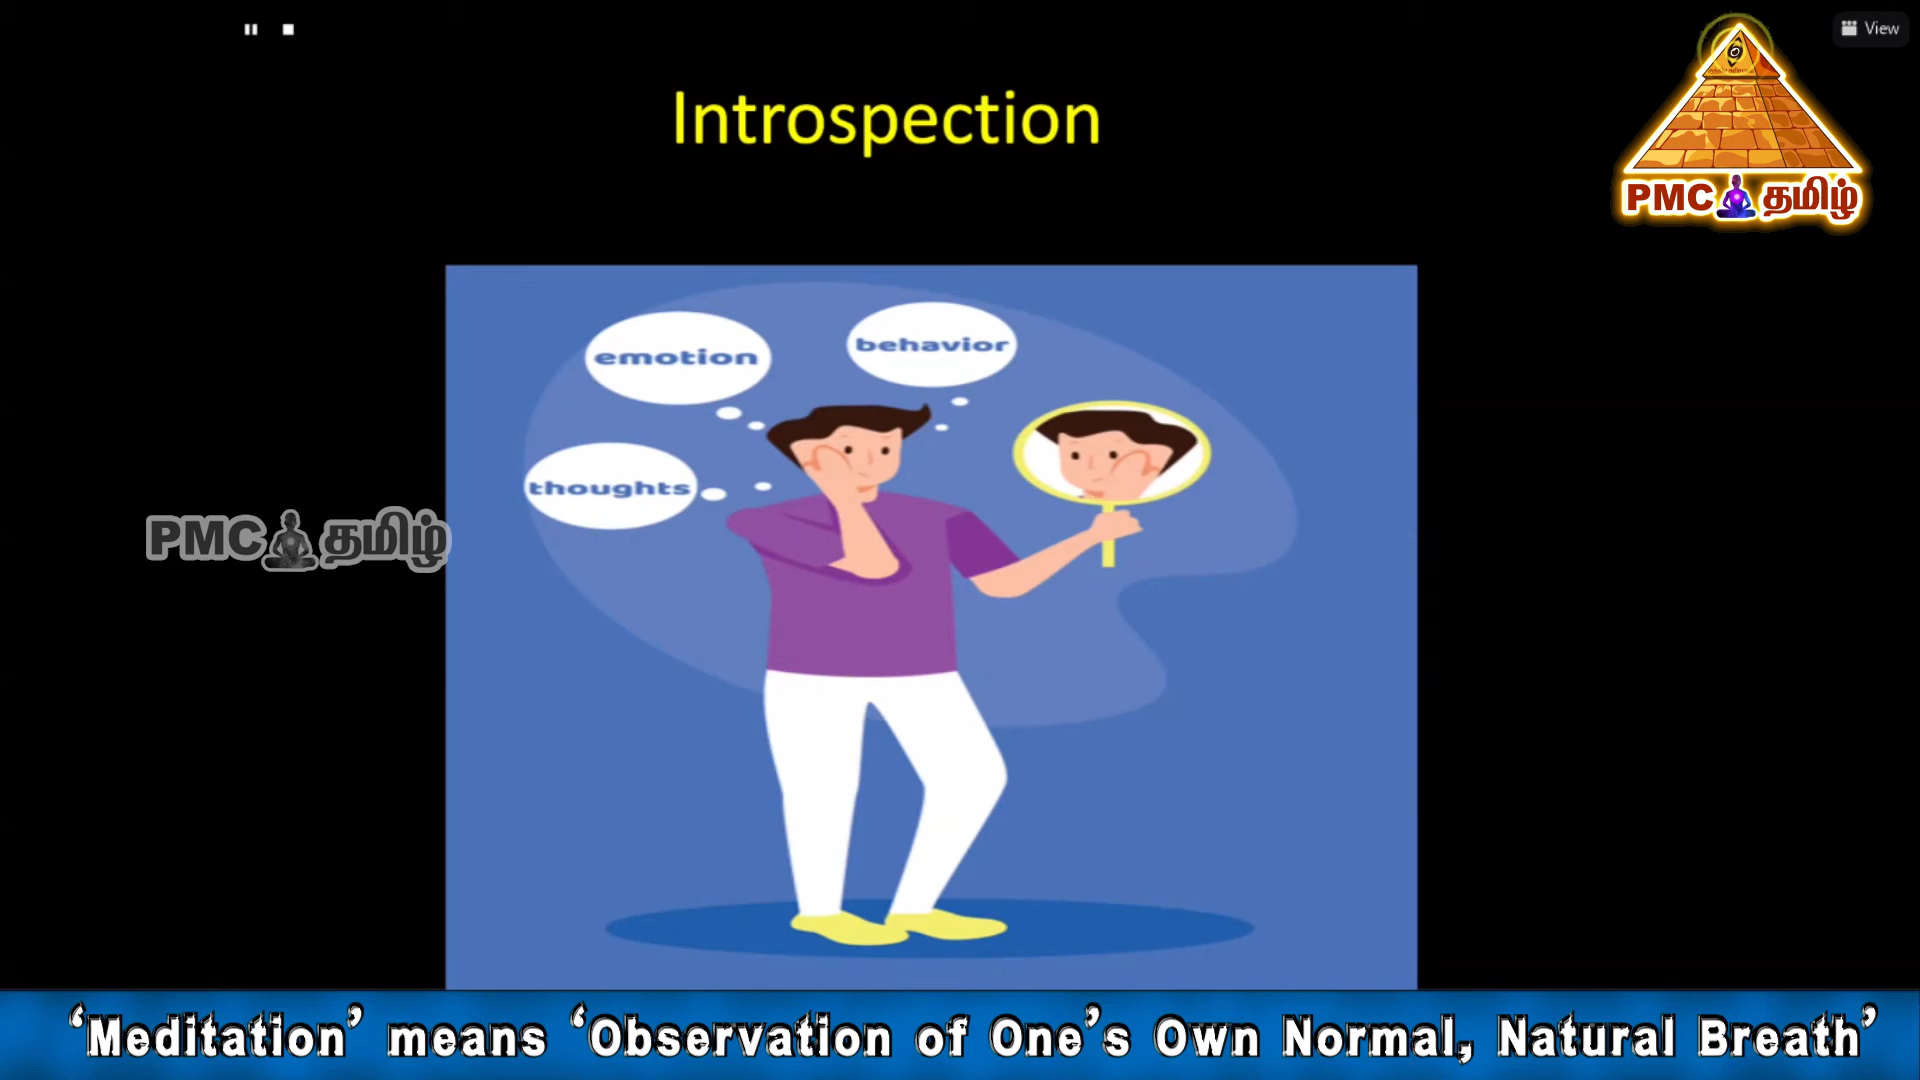 View
Introspection
PMC தமிழ்
emotion
behavior
thoughts
PMC தமிழ்
‘Meditation’ means ‘Observation of One’s Own Normal, Natural Breath’